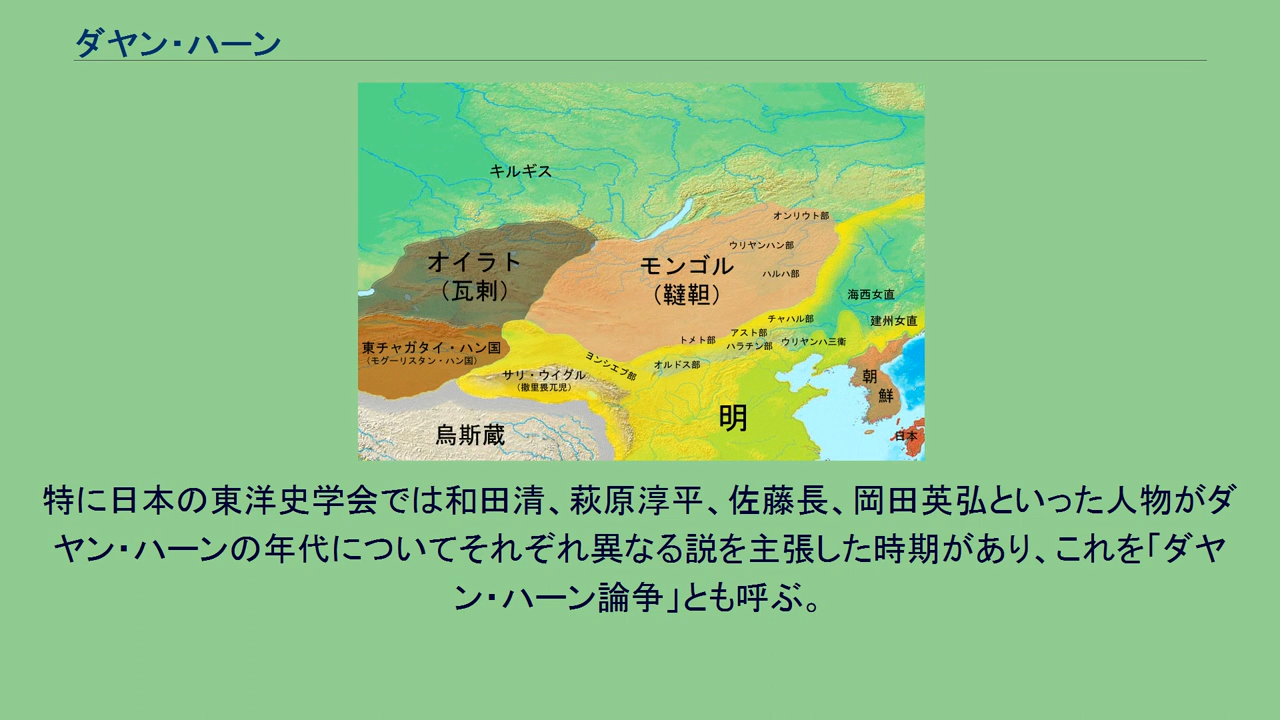 ダヤン・ハーン
キルギス
オンリウト部
ウリヤンハン部
オイラト
(瓦剌)
モンゴル
(韃靼)
ハルハ部
海西女直
チャハル部
建州女直
アスト部
トメト部
ハラチン部
ウリヤンハ三衛
東チャガタイ・ハン国
(モグーリスタン・ハン国)
ヨンシエブ部
オルドス部
サリ・ウイグル
(撒里畏兀児)
朝
鮮
明
烏斯蔵
日本
特に日本の東洋史学会では和田清、萩原淳平、佐藤長、岡田英弘といった人物がダ
ヤン・ハーンの年代についてそれぞれ異なる説を主張した時期があり、これを「ダヤ
ン・ハーン論争」とも呼ぶ。